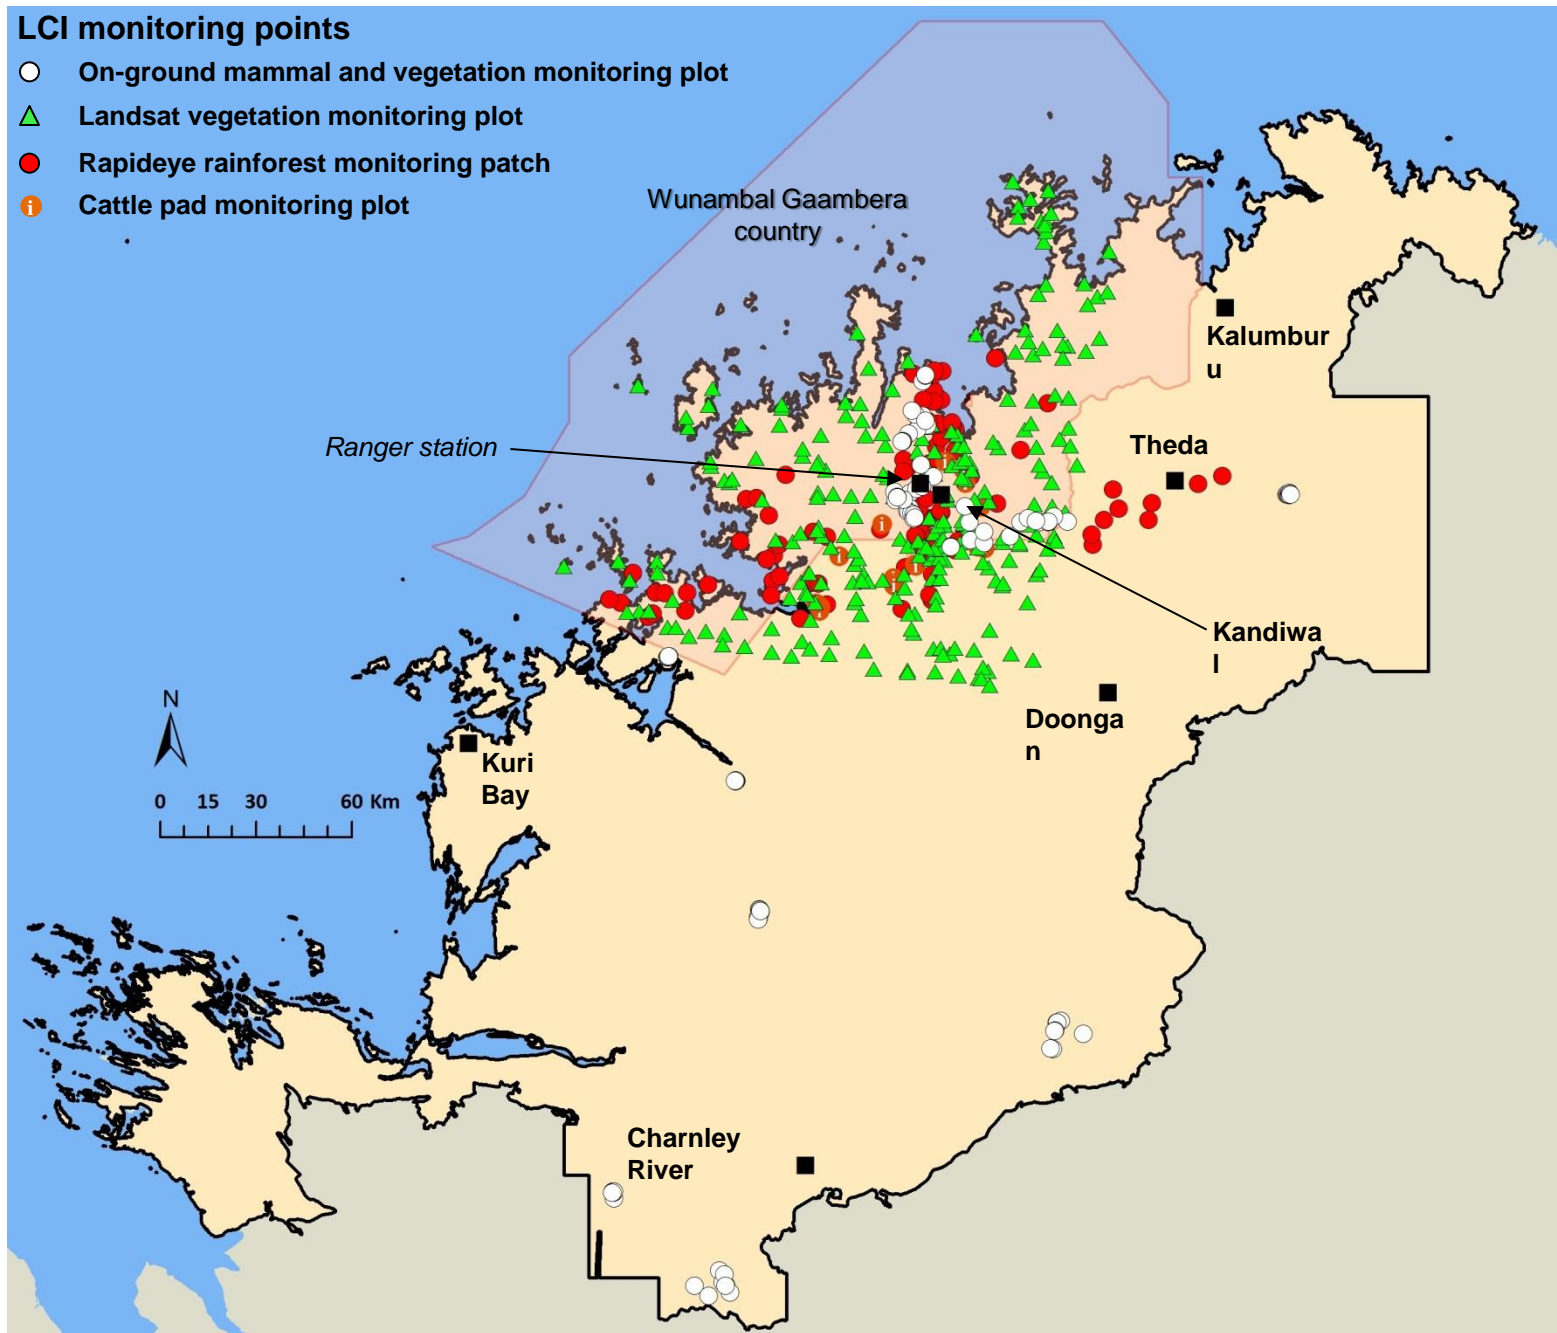 LCI monitoring points
On-ground mammal and vegetation monitoring plot
Landsat vegetation monitoring plot
Rapideye rainforest monitoring patch
i Cattle pad monitoring plot
Wunambal Gaambera
country
Kalumbur
u
Ranger station
Theda
i
i
i
i
i
i
i
Kandiwa
l
N
Doonga
n
Kuri
Bay
0 15 30 60 Km
Charnley
River